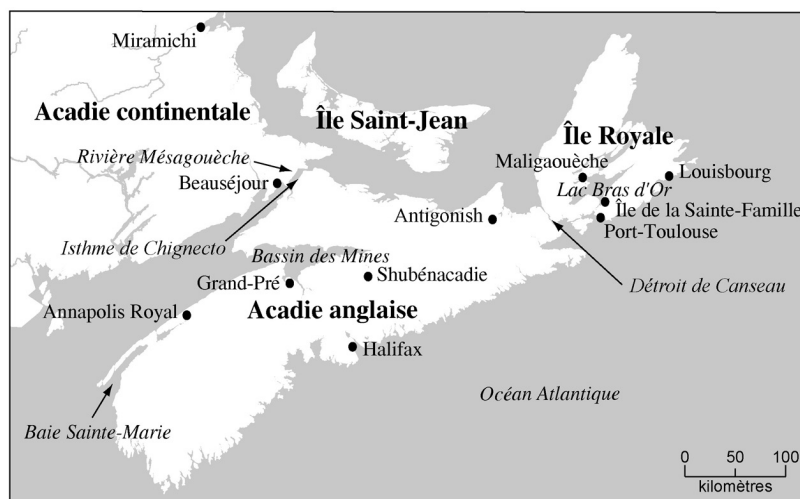 Miramichi
Acadie continentale
Île Saint-Jean
Île Royale
Rivière Mésagouèche
Maligaouèche
Louisbourg
Beauséjour
Lac Bras d'Or
Île de la Sainte-Famille
Antigonish
Port-Toulouse
Isthme de Chignecto
Bassin des Mines
Shubénacadie
Grand-Pré
Détroit de Canseau
Annapolis Royal
Acadie anglaise
Halifax
Océan Atlantique
Baie Sainte-Marie
0 50 100
kilomètres